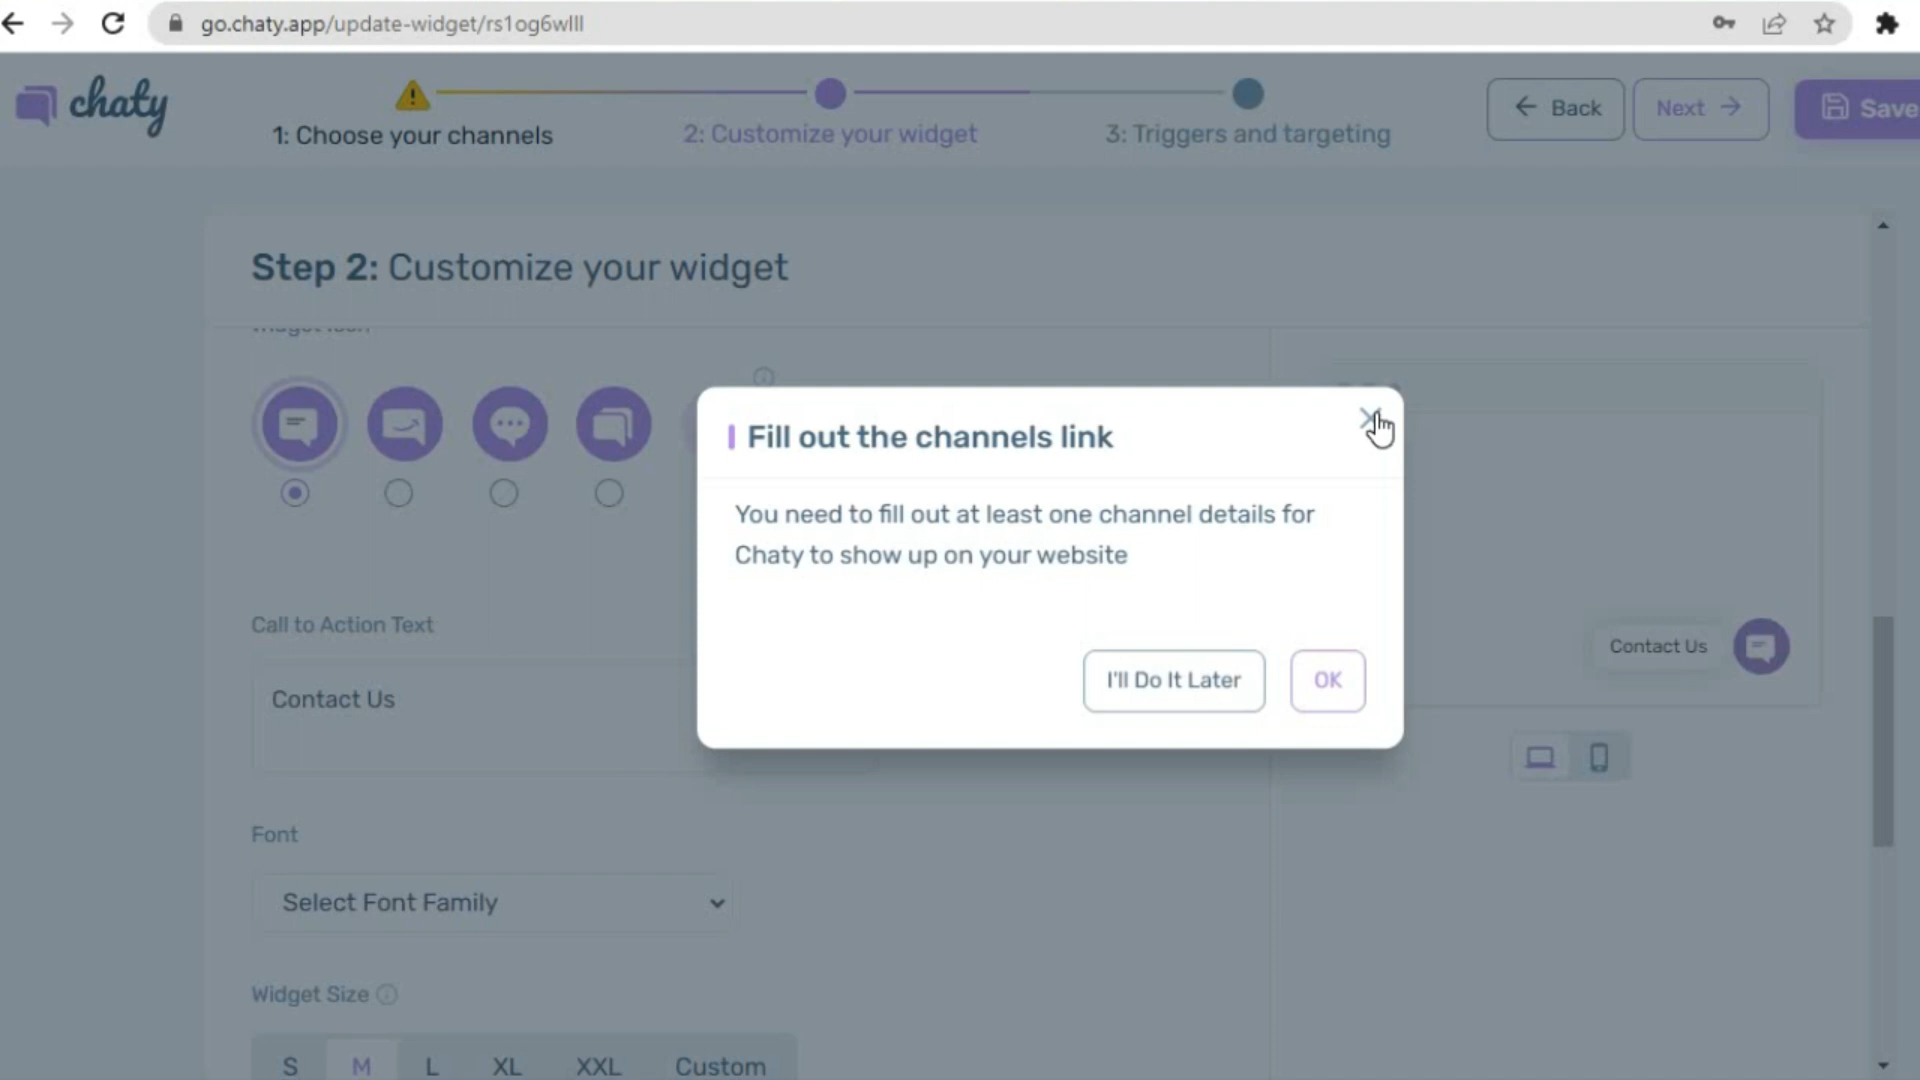 go.chaty.app/update-widget/rs1og6wlll
chaty
1: Choose your channels
2: Customize your widget
3: Triggers and targeting
Back
Next
Save
Step 2: Customize your widget
Widget Icon
Fill out the channels link
You need to fill out at least one channel details for
Chaty to show up on your website
I'll Do It Later
OK
Call to Action Text
Contact Us
Contact Us
Font
Select Font Family
Widget Size
S M L XL XXL Custom